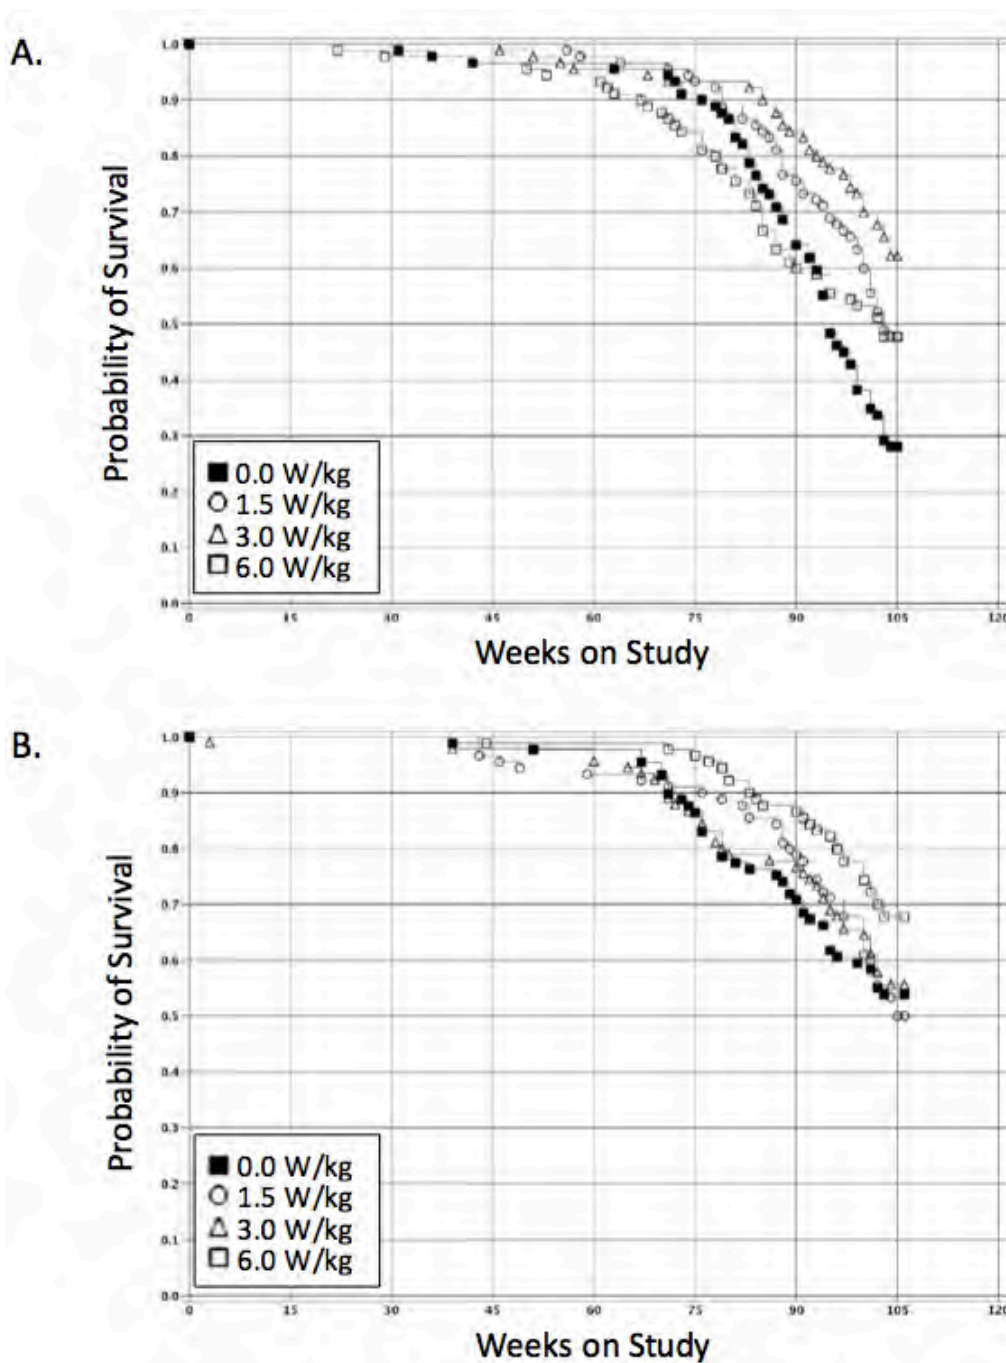 A.
Probability of Survival
1.0
0.9
0.8
0.7
0.6
0.5
0.4
0.3
0.2
0.1
0.0
0.0 W/kg
1.5 W/kg
3.0 W/kg
6.0 W/kg
0 15 30 45 60 75 90 105 120
Weeks on Study
B.
Probability of Survival
1.0
0.9
0.8
0.7
0.6
0.5
0.4
0.3
0.2
0.1
0.0
0.0 W/kg
1.5 W/kg
3.0 W/kg
6.0 W/kg
0 15 30 45 60 75 90 105 120
Weeks on Study